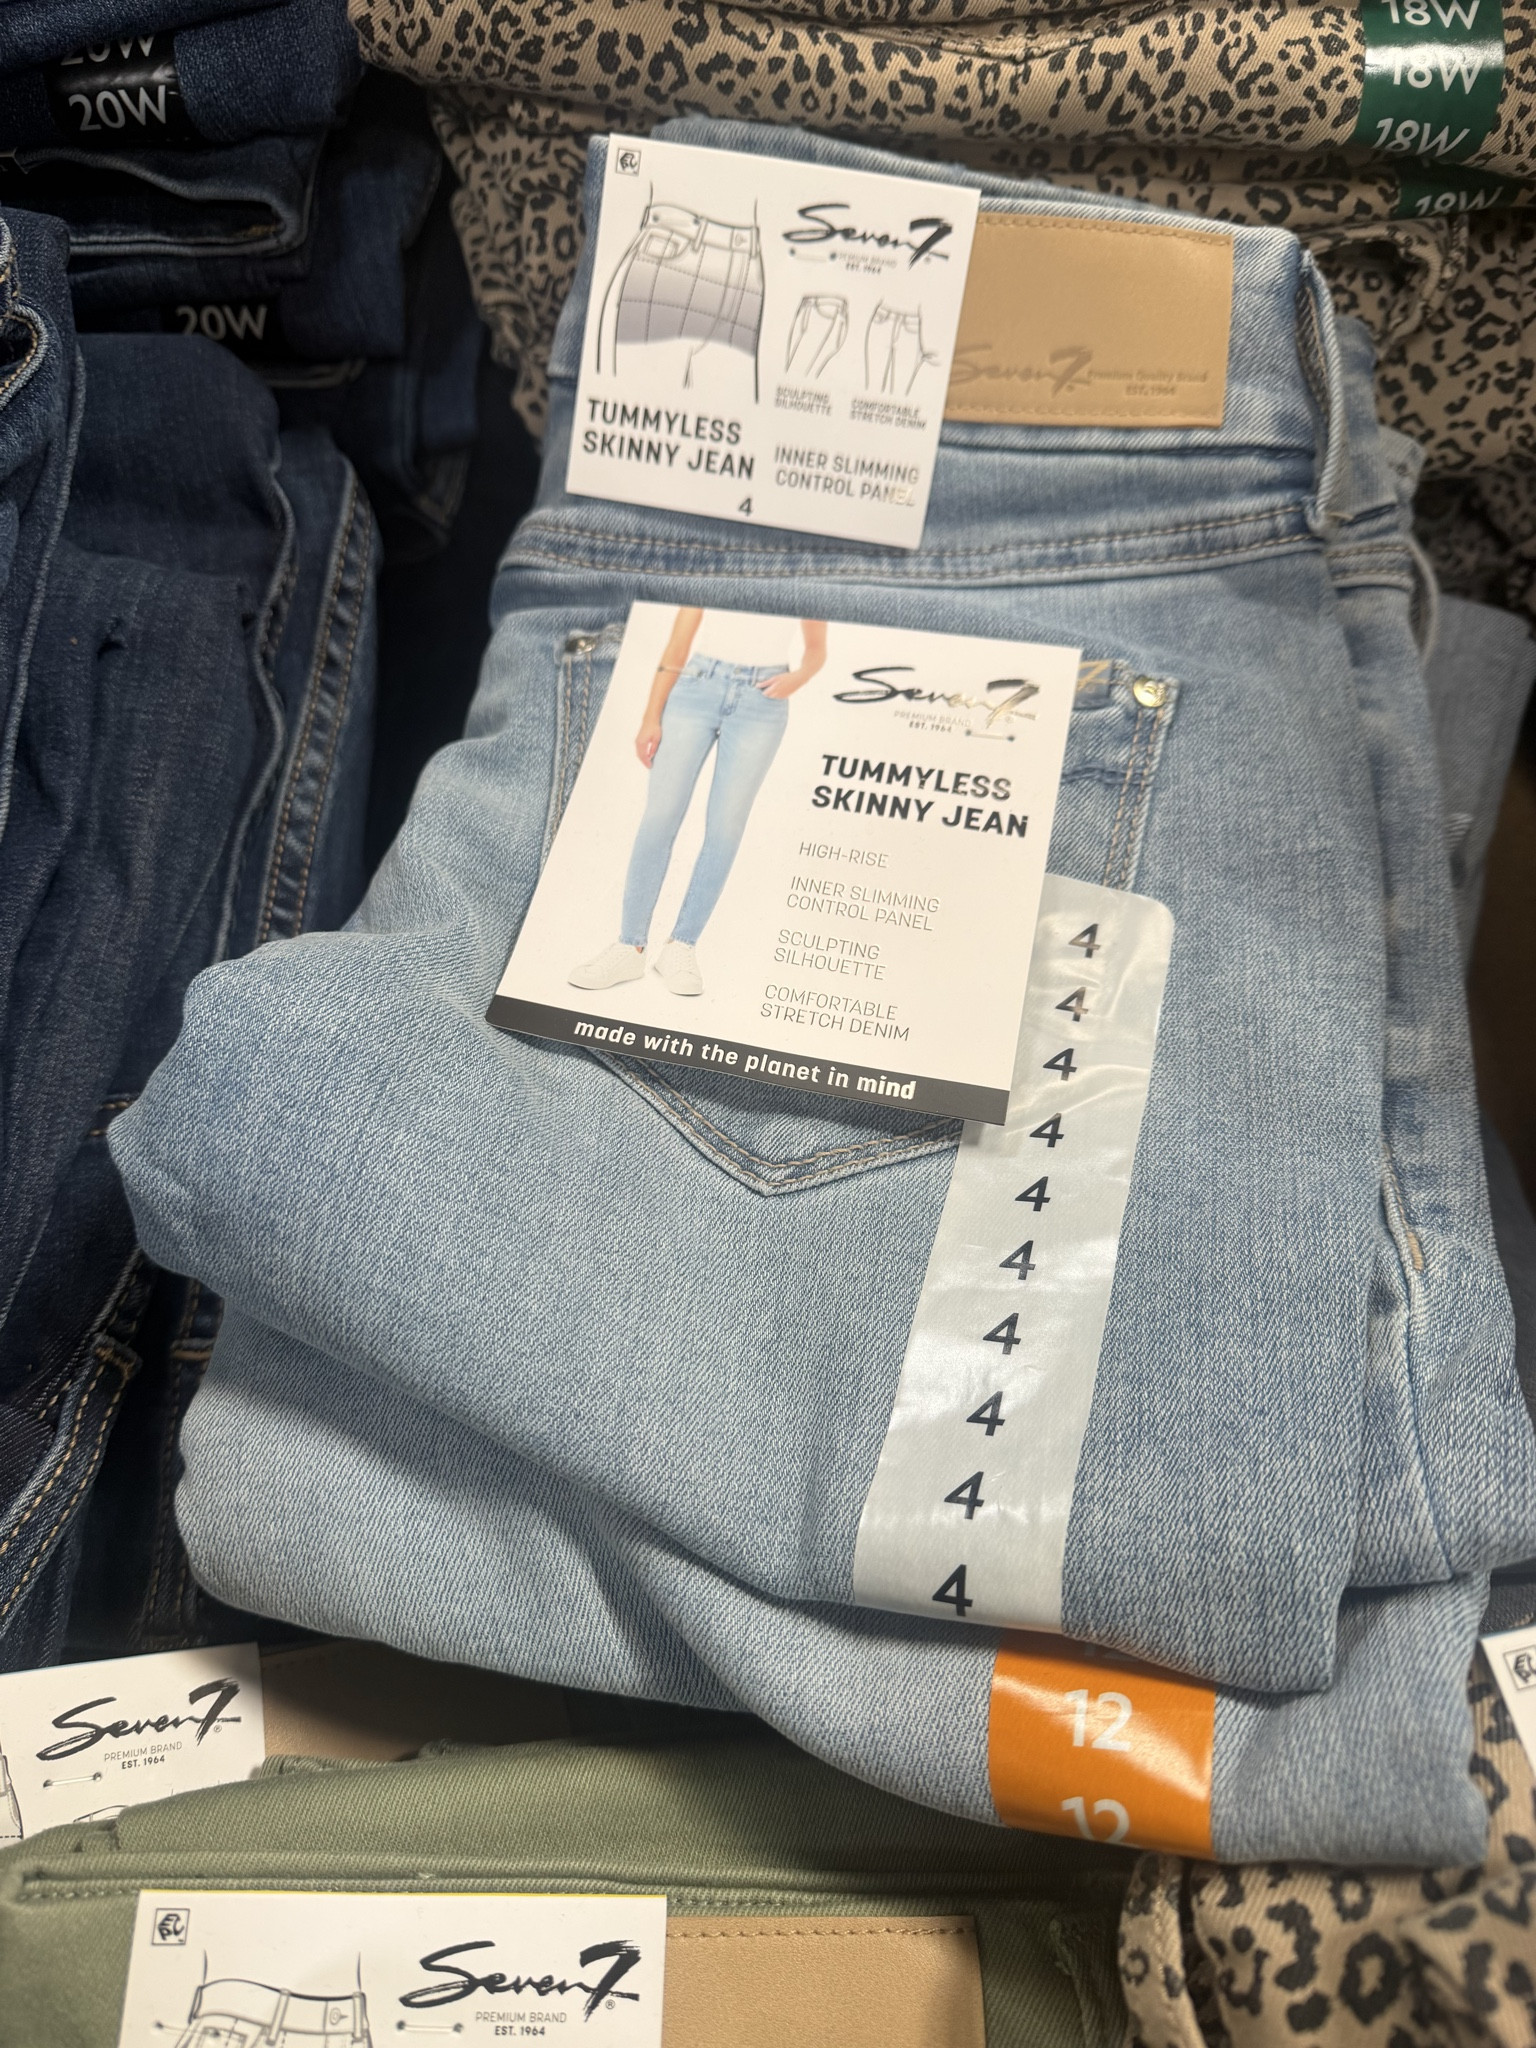 20W
20W
20W
18W
18W
18W
18W
Seven7
PREMIUM BRAND
EST. 1964
SCULPTING
SILHOUETTE
COMFORTABLE
STRETCH DENIM
TUMMYLESS
SKINNY JEAN
4
INNER SLIMMING
CONTROL PANEL
Seven7
Premium Quality Brand
EST. 1964
Seven7
PREMIUM BRAND
EST. 1964
TUMMYLESS
SKINNY JEAN
HIGH-RISE
INNER SLIMMING
CONTROL PANEL
SCULPTING
SILHOUETTE
COMFORTABLE
STRETCH DENIM
made with the planet in mind
4
4
4
4
4
4
4
4
4
4
12
12
12
Seven7®
PREMIUM BRAND
EST. 1964
Seven7®
PREMIUM BRAND
EST. 1964